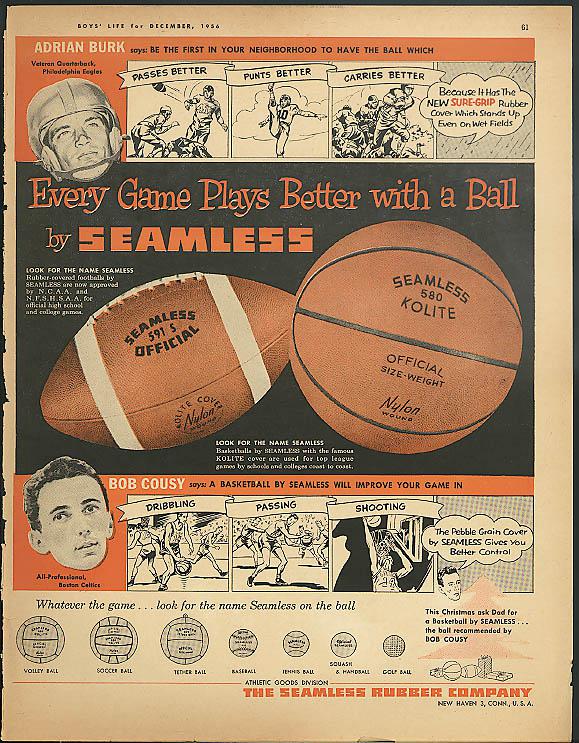 BOYS' LIFE for DECEMBER, 1956
61
ADRIAN BURK says: BE THE FIRST IN YOUR NEIGHBORHOOD TO HAVE THE BALL WHICH
Veteran Quarterback,
Philadelphia Eagles
PASSES BETTER
PUNTS BETTER
CARRIES BETTER
Because It Has The
NEW SURE-GRIP Rubber
Cover Which Stands Up
Even On Wet Fields
Every Game Plays Better with a Ball
by SEAMLESS
LOOK FOR THE NAME SEAMLESS
Rubber-covered footballs by
SEAMLESS are now approved
by N.C.A.A. and
N.F.S.H.S.A.A. for
official high school
and college games.
SEAMLESS
591 S
OFFICIAL
KOLITE COVER
Nylon
WOUND
SEAMLESS
580
KOLITE
OFFICIAL
SIZE-WEIGHT
Nylon
WOUND
LOOK FOR THE NAME SEAMLESS
Basketballs by SEAMLESS with the famous
KOLITE cover are used for top league
games by schools and colleges coast to coast.
BOB COUSY says: A BASKETBALL BY SEAMLESS WILL IMPROVE YOUR GAME IN
All-Professional,
Boston Celtics
DRIBBLING
PASSING
SHOOTING
The Pebble Grain Cover
by SEAMLESS Gives You
Better Control
Whatever the game ... look for the name Seamless on the ball
VOLLEY BALL
SOCCER BALL
TETHER BALL
BASEBALL
TENNIS BALL
SQUASH
& HANDBALL
GOLF BALL
This Christmas ask Dad for
a Basketball by SEAMLESS ...
the ball recommended by
BOB COUSY
ATHLETIC GOODS DIVISION
THE SEAMLESS RUBBER COMPANY
NEW HAVEN 3, CONN., U. S. A.